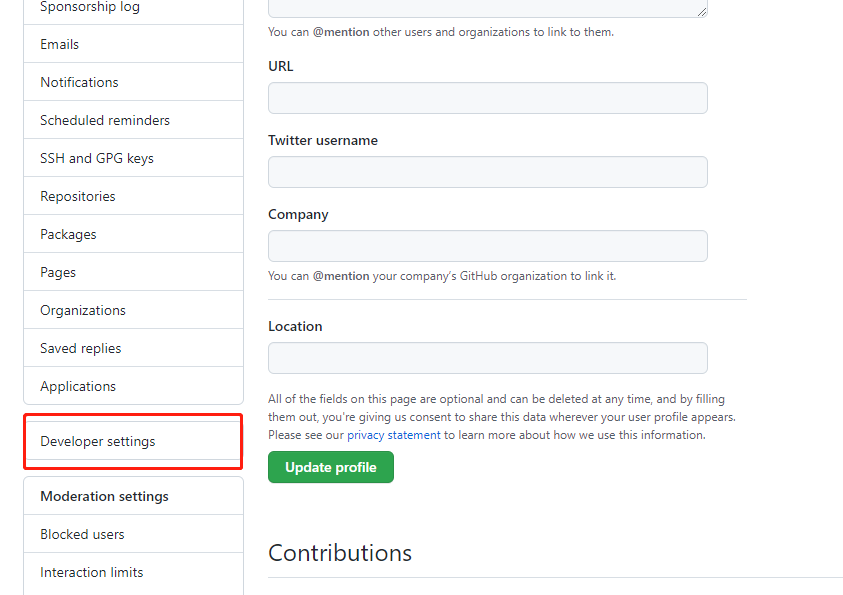 Sponsorship log
Emails
Notifications
Scheduled reminders
SSH and GPG keys
Repositories
Packages
Pages
Organizations
Saved replies
Applications
Developer settings
Moderation settings
Blocked users
Interaction limits
You can @mention other users and organizations to link to them.
URL
Twitter username
Company
You can @mention your company's GitHub organization to link it.
Location
All of the fields on this page are optional and can be deleted at any time, and by filling
them out, you're giving us consent to share this data wherever your user profile appears.
Please see our privacy statement to learn more about how we use this information.
Update profile
Contributions